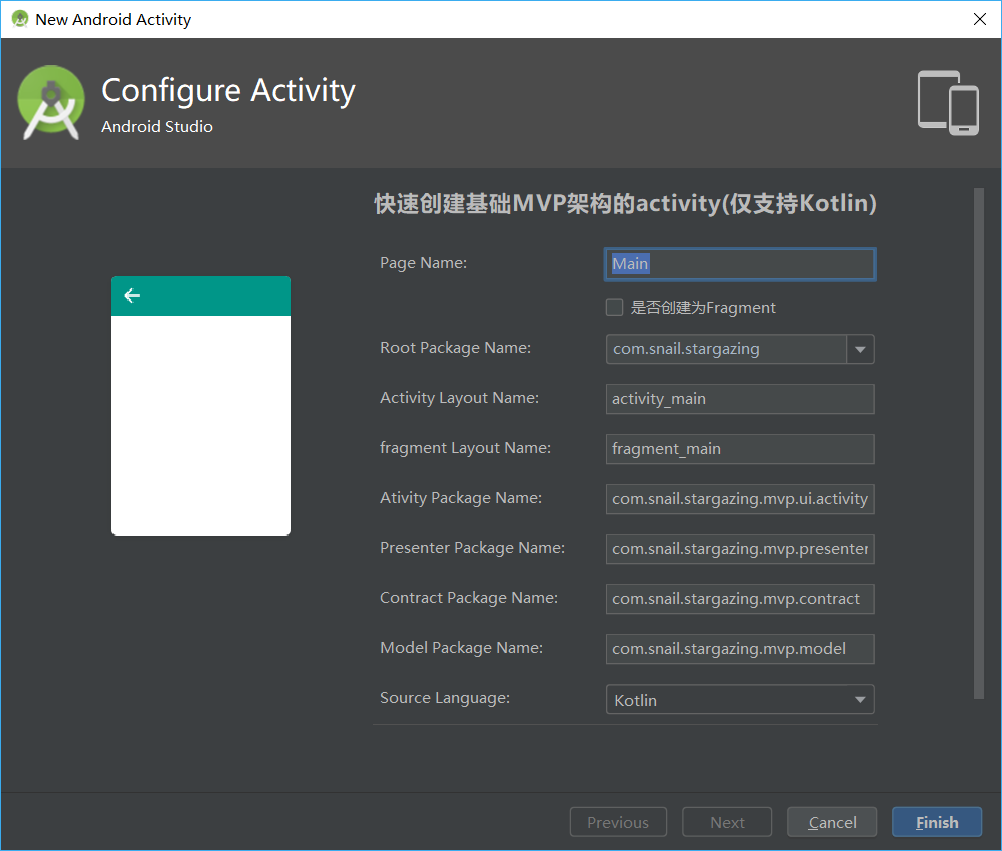 New Android Activity
Configure Activity
Android Studio
快速创建基础MVP架构的activity(仅支持Kotlin)
Page Name: Main
是否创建为Fragment
Root Package Name: com.snail.stargazing
Activity Layout Name: activity_main
fragment Layout Name: fragment_main
Ativity Package Name: com.snail.stargazing.mvp.ui.activity
Presenter Package Name: com.snail.stargazing.mvp.presenter
Contract Package Name: com.snail.stargazing.mvp.contract
Model Package Name: com.snail.stargazing.mvp.model
Source Language: Kotlin
Previous Next Cancel Finish